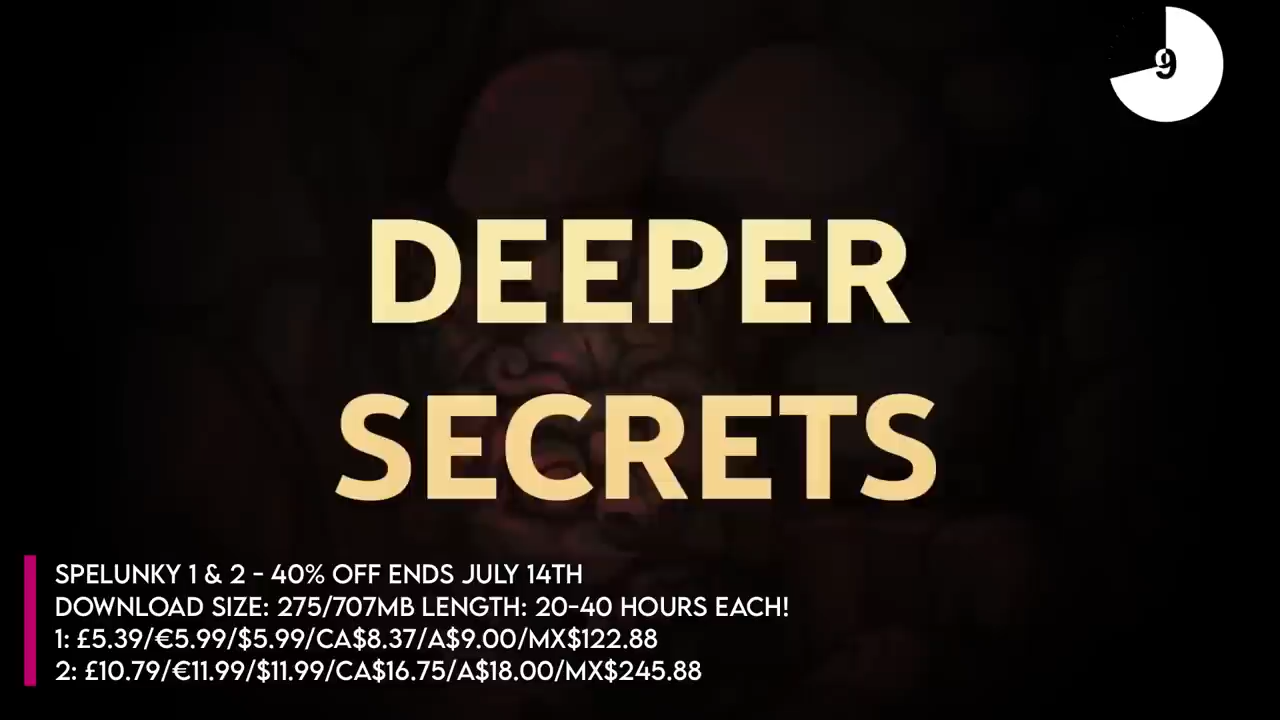 9
DEEPER
SECRETS
SPELUNKY 1 & 2 - 40% OFF ENDS JULY 14TH
DOWNLOAD SIZE: 275/707MB LENGTH: 20-40 HOURS EACH!
1: £5.39/€5.99/$5.99/CA$8.37/A$9.00/MX$122.88
2: £10.79/€11.99/$11.99/CA$16.75/A$18.00/MX$245.88